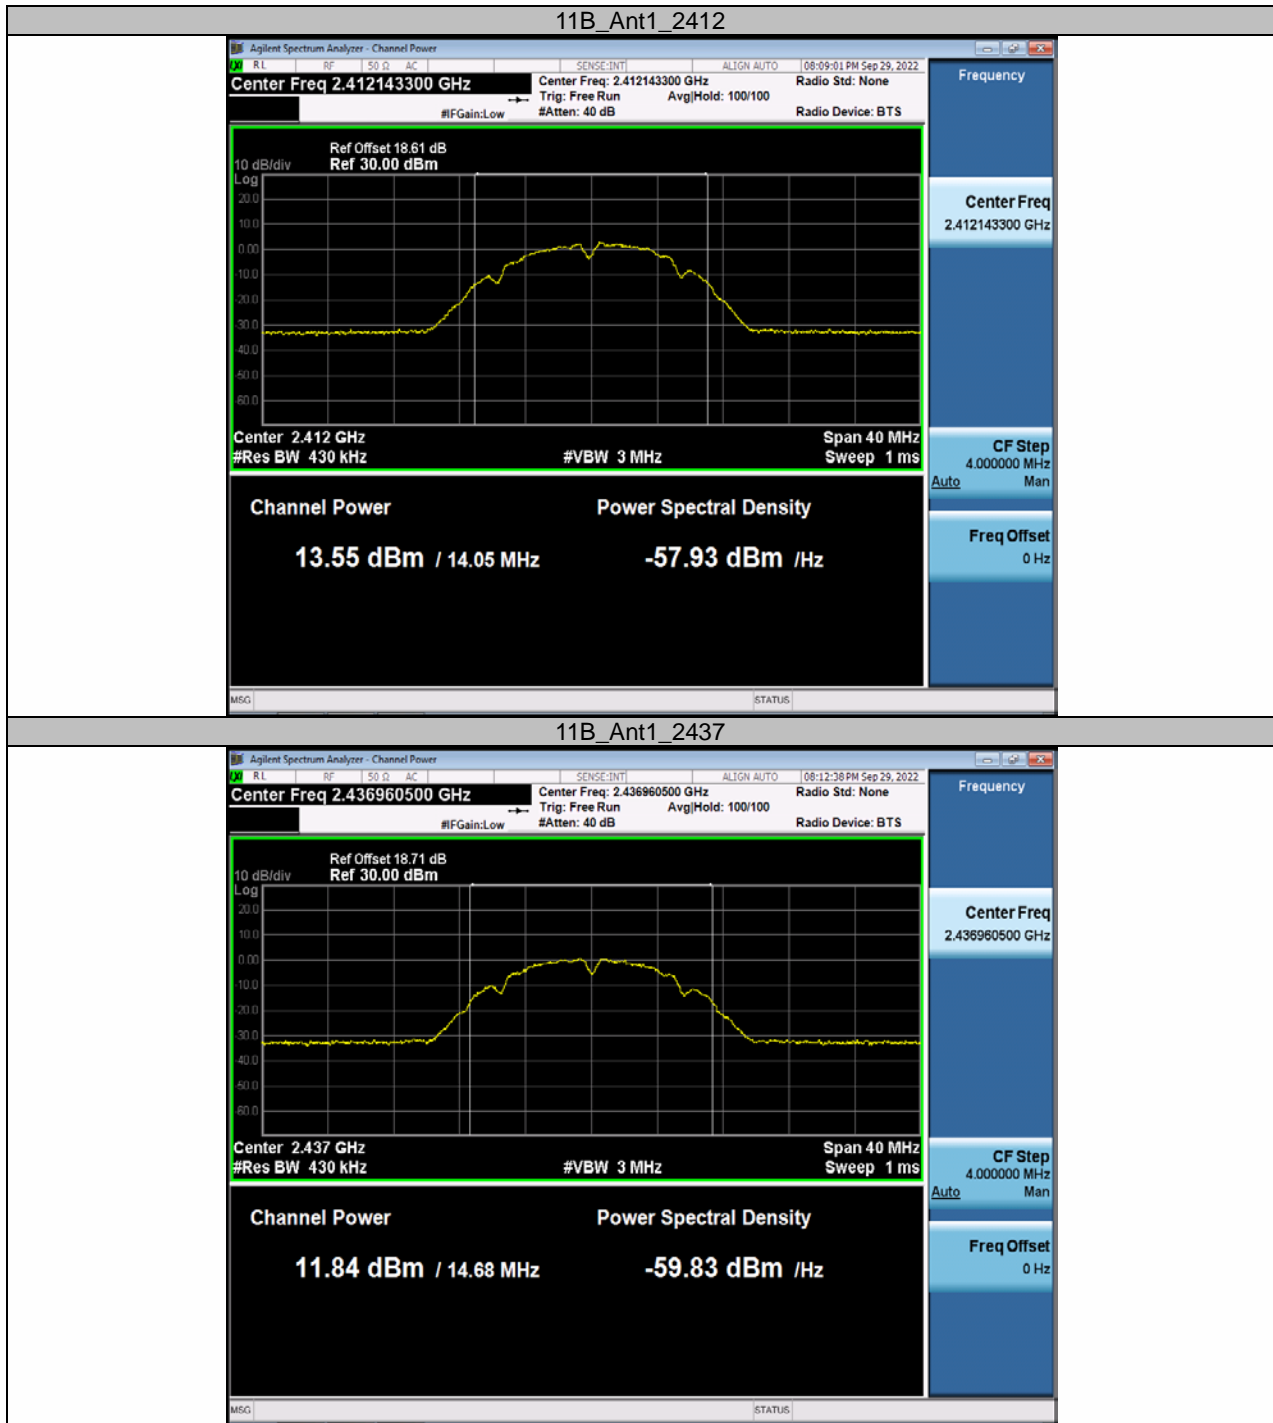 11B_Ant1_2412
Agilent Spectrum Analyzer - Channel Power
RL RF 50 Ω AC SENSE:INT ALIGN AUTO 08:09:01 PM Sep 29, 2022
Center Freq 2.412143300 GHz
Center Freq: 2.412143300 GHz Radio Std: None
Trig: Free Run Avg|Hold: 100/100
#IFGain:Low #Atten: 40 dB Radio Device: BTS
Frequency
Ref Offset 18.61 dB
10 dB/div Ref 30.00 dBm
Log
20.0
10.0
0.00
-10.0
-20.0
-30.0
-40.0
-50.0
-60.0
Center 2.412 GHz Span 40 MHz
#Res BW 430 kHz #VBW 3 MHz Sweep 1 ms
Channel Power Power Spectral Density
13.55 dBm / 14.05 MHz -57.93 dBm /Hz
Center Freq
2.412143300 GHz
CF Step
4.000000 MHz
Auto Man
Freq Offset
0 Hz
MSG STATUS
11B_Ant1_2437
Agilent Spectrum Analyzer - Channel Power
RL RF 50 Ω AC SENSE:INT ALIGN AUTO 08:12:38 PM Sep 29, 2022
Center Freq 2.436960500 GHz
Center Freq: 2.436960500 GHz Radio Std: None
Trig: Free Run Avg|Hold: 100/100
#IFGain:Low #Atten: 40 dB Radio Device: BTS
Frequency
Ref Offset 18.71 dB
10 dB/div Ref 30.00 dBm
Log
20.0
10.0
0.00
-10.0
-20.0
-30.0
-40.0
-50.0
-60.0
Center 2.437 GHz Span 40 MHz
#Res BW 430 kHz #VBW 3 MHz Sweep 1 ms
Channel Power Power Spectral Density
11.84 dBm / 14.68 MHz -59.83 dBm /Hz
Center Freq
2.436960500 GHz
CF Step
4.000000 MHz
Auto Man
Freq Offset
0 Hz
MSG STATUS